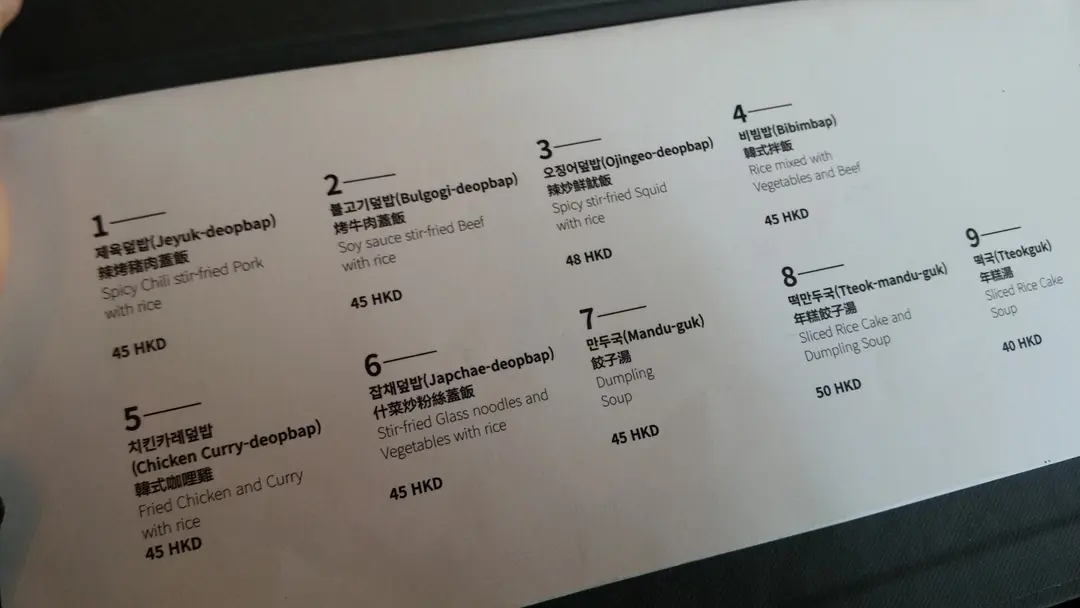 1
제육덮밥(Jeyuk-deopbap)
辣烤豬肉蓋飯
Spicy Chili stir-fried Pork
with rice
45 HKD
2
불고기덮밥(Bulgogi-deopbap)
烤牛肉蓋飯
Soy sauce stir-fried Beef
with rice
45 HKD
3
오징어덮밥(Ojingeo-deopbap)
辣炒鮮魷飯
Spicy stir-fried Squid
with rice
48 HKD
4
비빔밥(Bibimbap)
韓式拌飯
Rice mixed with
Vegetables and Beef
45 HKD
5
치킨카레덮밥
(Chicken Curry-deopbap)
韓式咖哩雞
Fried Chicken and Curry
with rice
45 HKD
6
잡채덮밥(Japchae-deopbap)
什菜炒粉絲蓋飯
Stir-fried Glass noodles and
Vegetables with rice
45 HKD
7
만두국(Mandu-guk)
餃子湯
Dumpling
Soup
45 HKD
8
떡만두국(Tteok-mandu-guk)
年糕餃子湯
Sliced Rice Cake and
Dumpling Soup
50 HKD
9
떡국(Tteokguk)
年糕湯
Sliced Rice Cake
Soup
40 HKD